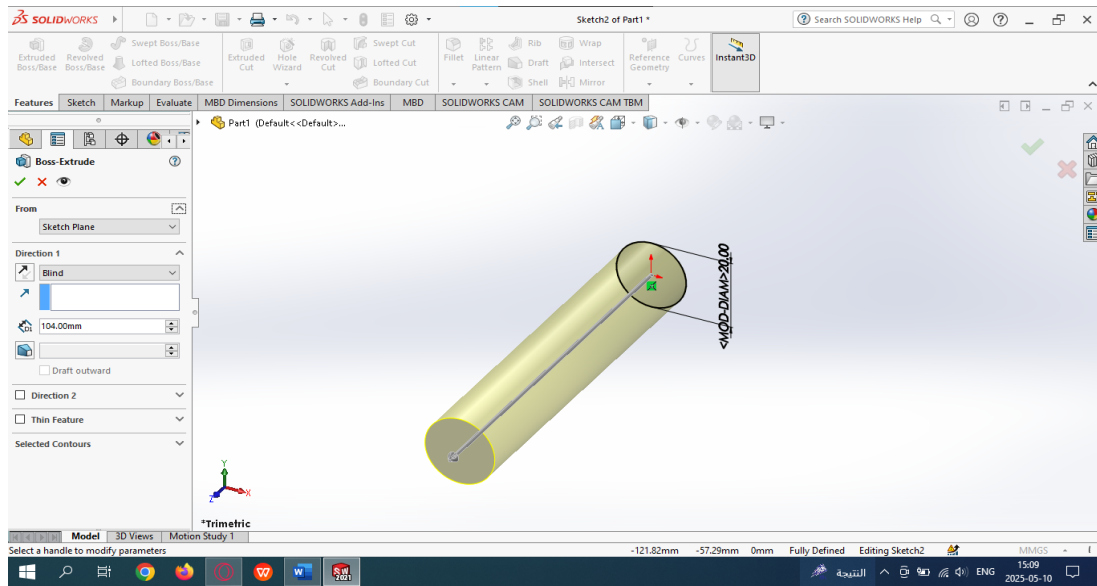 SOLIDWORKS
Sketch2 of Part1 *
Search SOLIDWORKS Help
Extruded Boss/Base
Revolved Boss/Base
Swept Boss/Base
Lofted Boss/Base
Boundary Boss/Base
Extruded Cut
Hole Wizard
Revolved Cut
Swept Cut
Lofted Cut
Boundary Cut
Fillet
Linear Pattern
Rib
Draft
Shell
Wrap
Intersect
Mirror
Reference Geometry
Curves
Instant3D
Features Sketch Markup Evaluate MBD Dimensions SOLIDWORKS Add-Ins MBD SOLIDWORKS CAM SOLIDWORKS CAM TBM
Part1 (Default<<Default>...
Boss-Extrude
From
Sketch Plane
Direction 1
Blind
D1
104.00mm
Draft outward
Direction 2
Thin Feature
Selected Contours
<MOD-DIAM>20.00
Y
X
Z
*Trimetric
Model 3D Views Motion Study 1
Select a handle to modify parameters
-121.82mm -57.29mm 0mm Fully Defined Editing Sketch2 MMGS
W
SW
2021
النتيجة
ENG
15:09
2025-05-10